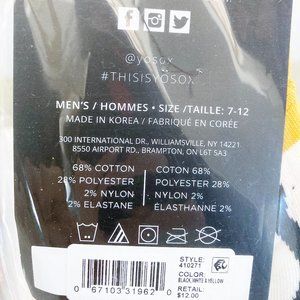 @yosox
#THISISYOSOX
MEN'S / HOMMES • SIZE /TAILLE: 7-12
MADE IN KOREA / FABRIQUÉ EN CORÉE
300 INTERNATIONAL DR., WILLIAMSVILLE, NY 14221
8550 AIRPORT RD., BRAMPTON, ON L6T 5A3
68% COTTON
28% POLYESTER
2% NYLON
2% ELASTANE
COTON 68%
POLYESTER 28%
NYLON 2%
ÉLASTHANNE 2%
STYLE:
410271
COLOR:
BLACK,WHITE & YELLOW
RETAIL:
$12.00
0 67103 31962 0